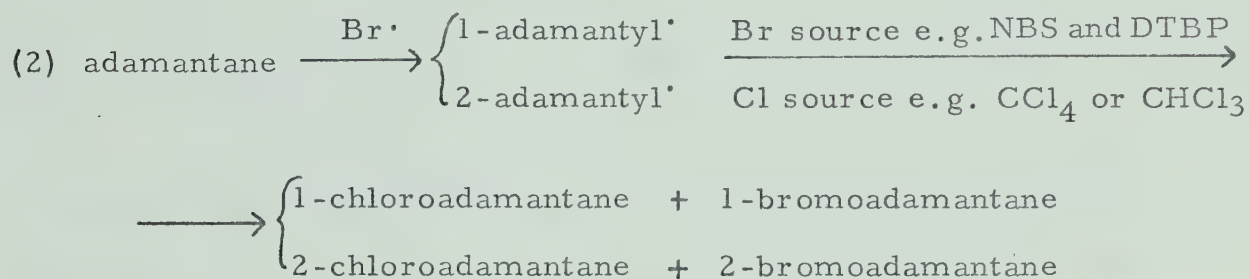 Br· 1-adamantyl· Br source e.g. NBS and DTBP
(2) adamantane ⟶
2-adamantyl· Cl source e.g. CCl₄ or CHCl₃
⟶ 1-chloroadamantane + 1-bromoadamantane
2-chloroadamantane + 2-bromoadamantane